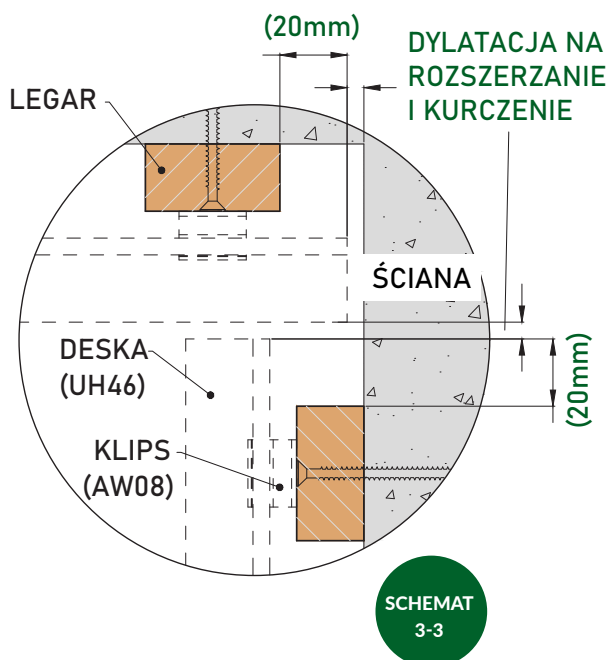 (20mm)
DYLATACJA NA
ROZSZERZANIE
I KURCZENIE
LEGAR
ŚCIANA
DESKA
(UH46)
(20mm)
KLIPS
(AW08)
SCHEMAT
3-3